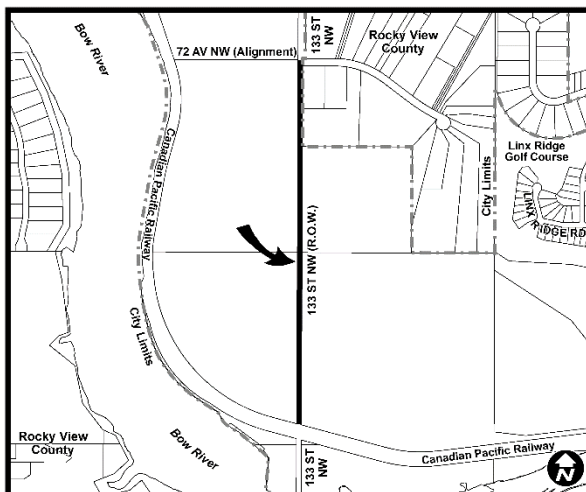 Bow River
72 AV NW (Alignment)
133 ST
NW
Rocky View
County
Canadian Pacific Railway
City Limits
Linx Ridge
Golf Course
LINX RIDGE RD
133 ST NW (R.O.W.)
City Limits
Rocky View
County
Bow River
133 ST
NW
Canadian Pacific Railway
N